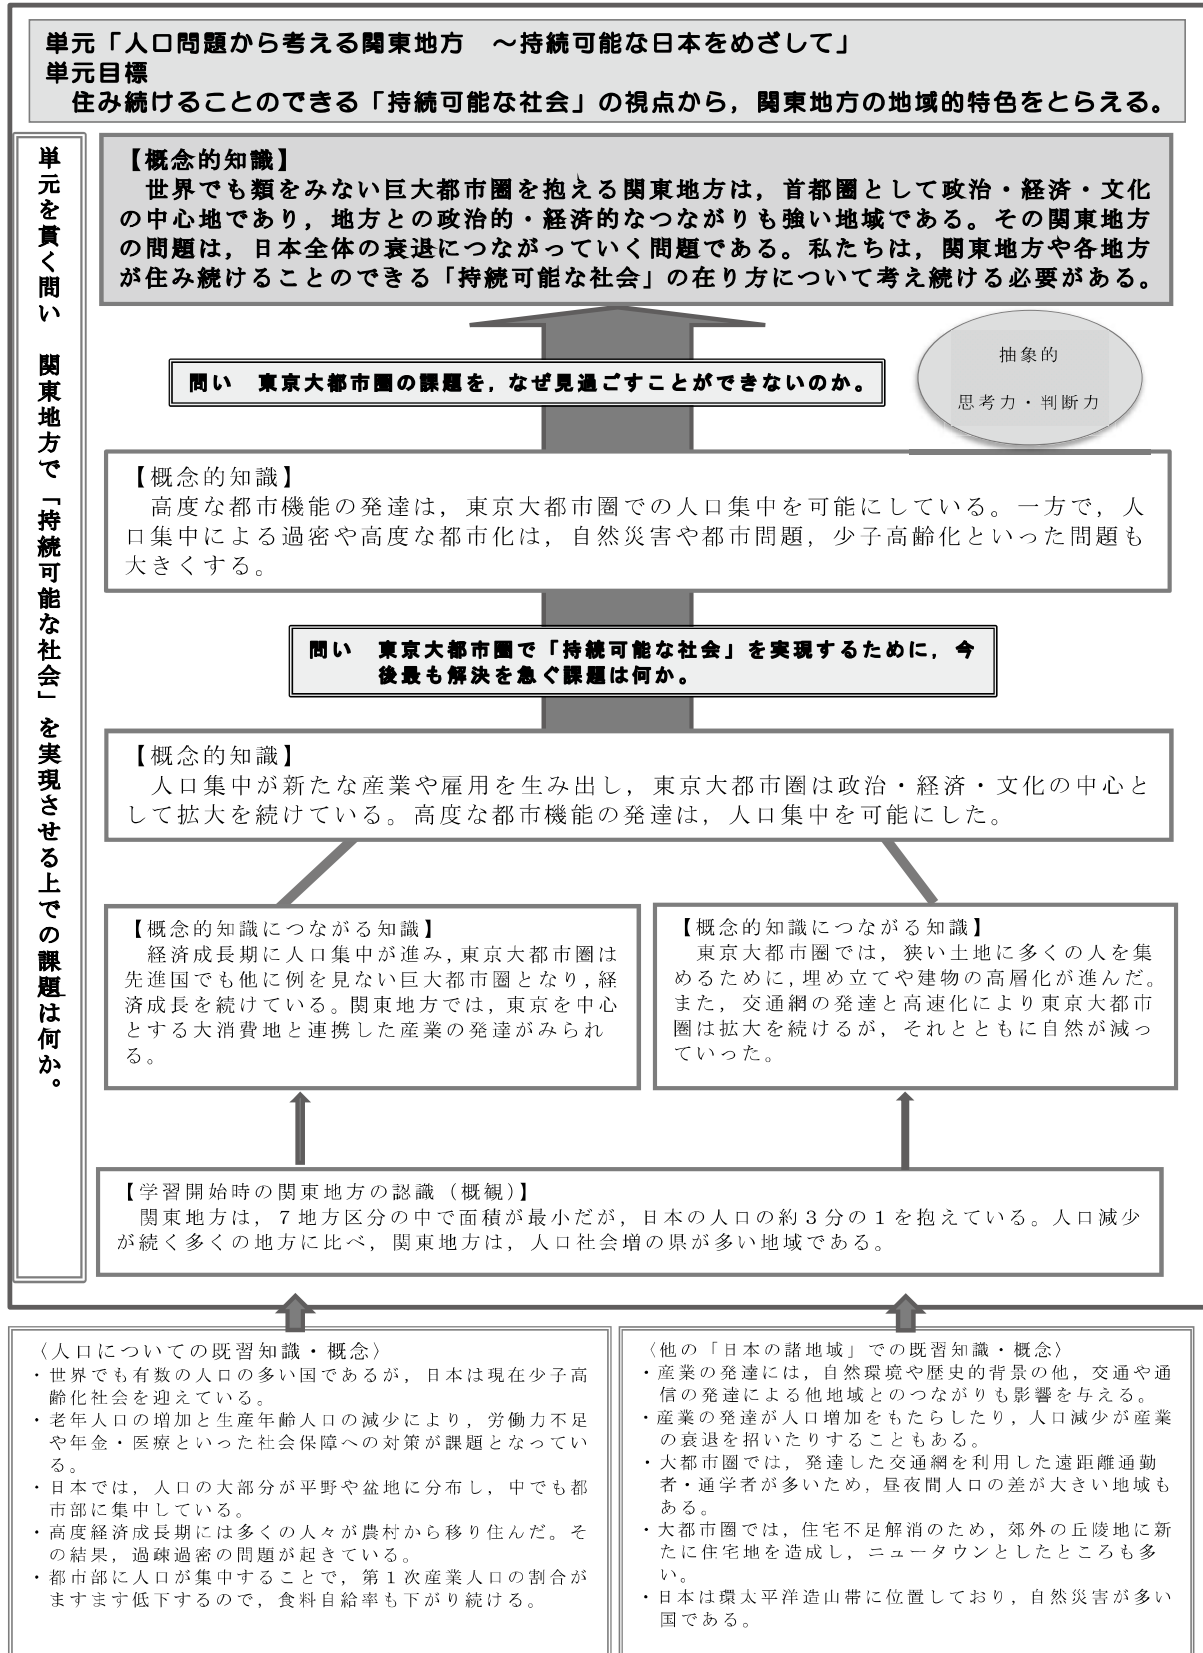 単元「人口問題から考える関東地方　～持続可能な日本をめざして」
単元目標
住み続けることのできる「持続可能な社会」の視点から，関東地方の地域的特色をとらえる。
単元を貫く問い　関東地方で「持続可能な社会」を実現させる上での課題は何か。
【概念的知識】
世界でも類をみない巨大都市圏を抱える関東地方は，首都圏として政治・経済・文化
の中心地であり，地方との政治的・経済的なつながりも強い地域である。その関東地方
の問題は，日本全体の衰退につながっていく問題である。私たちは，関東地方や各地方
が住み続けることのできる「持続可能な社会」の在り方について考え続ける必要がある。
抽象的
思考力・判断力
問い　東京大都市圏の課題を，なぜ見過ごすことができないのか。
【概念的知識】
高度な都市機能の発達は，東京大都市圏での人口集中を可能にしている。一方で，人
口集中による過密や高度な都市化は，自然災害や都市問題，少子高齢化といった問題も
大きくする。
問い　東京大都市圏で「持続可能な社会」を実現するために，今
後最も解決を急ぐ課題は何か。
【概念的知識】
人口集中が新たな産業や雇用を生み出し，東京大都市圏は政治・経済・文化の中心と
して拡大を続けている。高度な都市機能の発達は，人口集中を可能にした。
【概念的知識につながる知識】
経済成長期に人口集中が進み，東京大都市圏は
先進国でも他に例を見ない巨大都市圏となり，経
済成長を続けている。関東地方では，東京を中心
とする大消費地と連携した産業の発達がみられ
る。
【概念的知識につながる知識】
東京大都市圏では，狭い土地に多くの人を集
めるために，埋め立てや建物の高層化が進んだ。
また，交通網の発達と高速化により東京大都市
圏は拡大を続けるが，それとともに自然が減っ
ていった。
【学習開始時の関東地方の認識（概観）】
関東地方は，７地方区分の中で面積が最小だが，日本の人口の約３分の１を抱えている。人口減少
が続く多くの地方に比べ，関東地方は，人口社会増の県が多い地域である。
〈人口についての既習知識・概念〉
・世界でも有数の人口の多い国であるが，日本は現在少子高
齢化社会を迎えている。
・老年人口の増加と生産年齢人口の減少により，労働力不足
や年金・医療といった社会保障への対策が課題となってい
る。
・日本では，人口の大部分が平野や盆地に分布し，中でも都
市部に集中している。
・高度経済成長期には多くの人々が農村から移り住んだ。そ
の結果，過疎過密の問題が起きている。
・都市部に人口が集中することで，第１次産業人口の割合が
ますます低下するので，食料自給率も下がり続ける。
〈他の「日本の諸地域」での既習知識・概念〉
・産業の発達には，自然環境や歴史的背景の他，交通や通
信の発達による他地域とのつながりも影響を与える。
・産業の発達が人口増加をもたらしたり，人口減少が産業
の衰退を招いたりすることもある。
・大都市圏では，発達した交通網を利用した遠距離通勤
者・通学者が多いため，昼夜間人口の差が大きい地域も
ある。
・大都市圏では，住宅不足解消のため，郊外の丘陵地に新
たに住宅地を造成し，ニュータウンとしたところも多
い。
・日本は環太平洋造山帯に位置しており，自然災害が多い
国である。